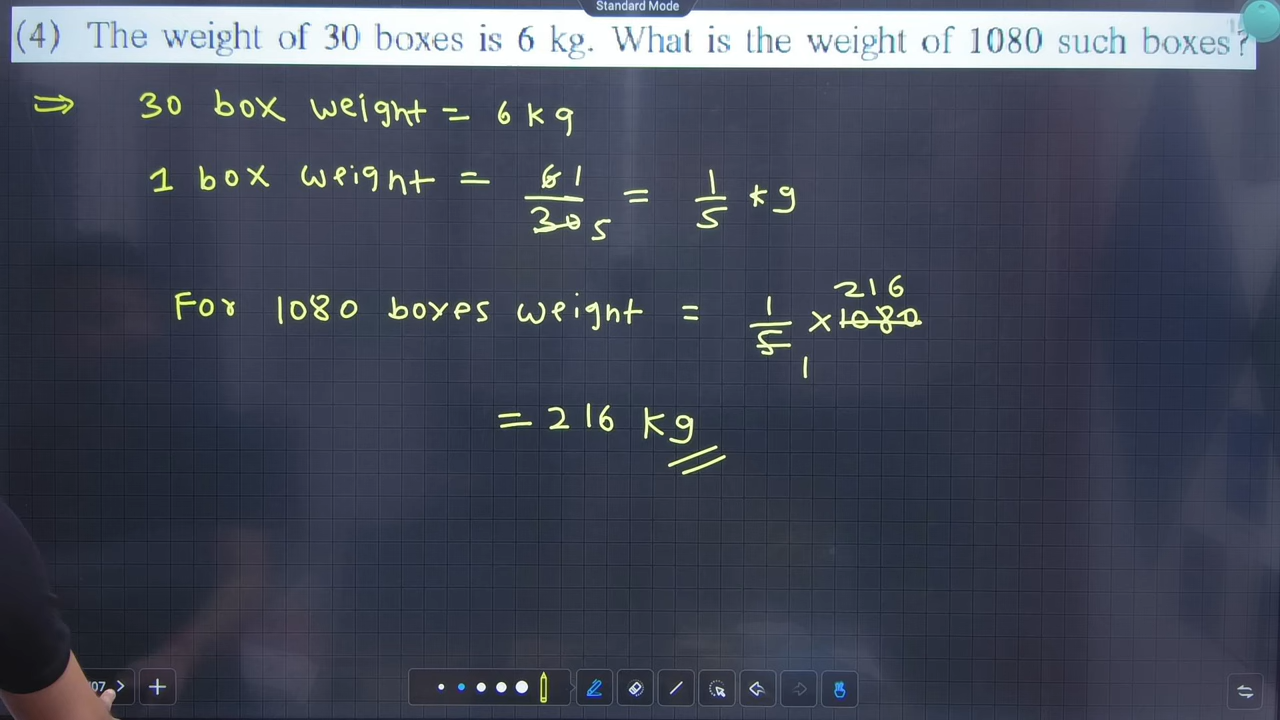 Standard Mode
(4) The weight of 30 boxes is 6 kg. What is the weight of 1080 such boxes?
⇒ 30 box weight = 6 kg
1 box weight = 6 1 / 30 5 = 1/5 kg
For 1080 boxes weight = 1/5 1 × 1080 216
= 216 kg
07 >